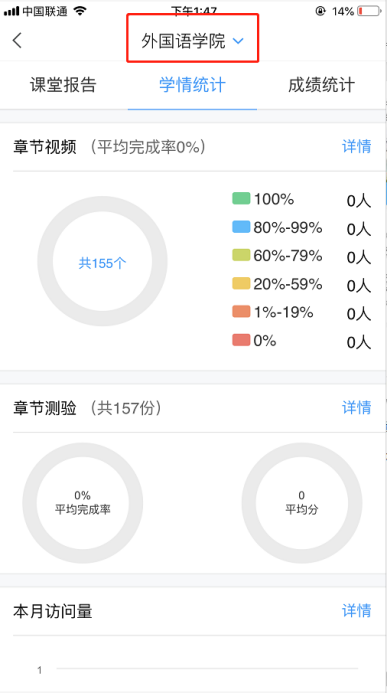 中国联通 下午1:47 14%
外国语学院
课堂报告 学情统计 成绩统计
章节视频 （平均完成率0%） 详情
共155个
100% 0人
80%-99% 0人
60%-79% 0人
20%-59% 0人
1%-19% 0人
0% 0人
章节测验 （共157份） 详情
0% 0
平均完成率 平均分
本月访问量 详情
1